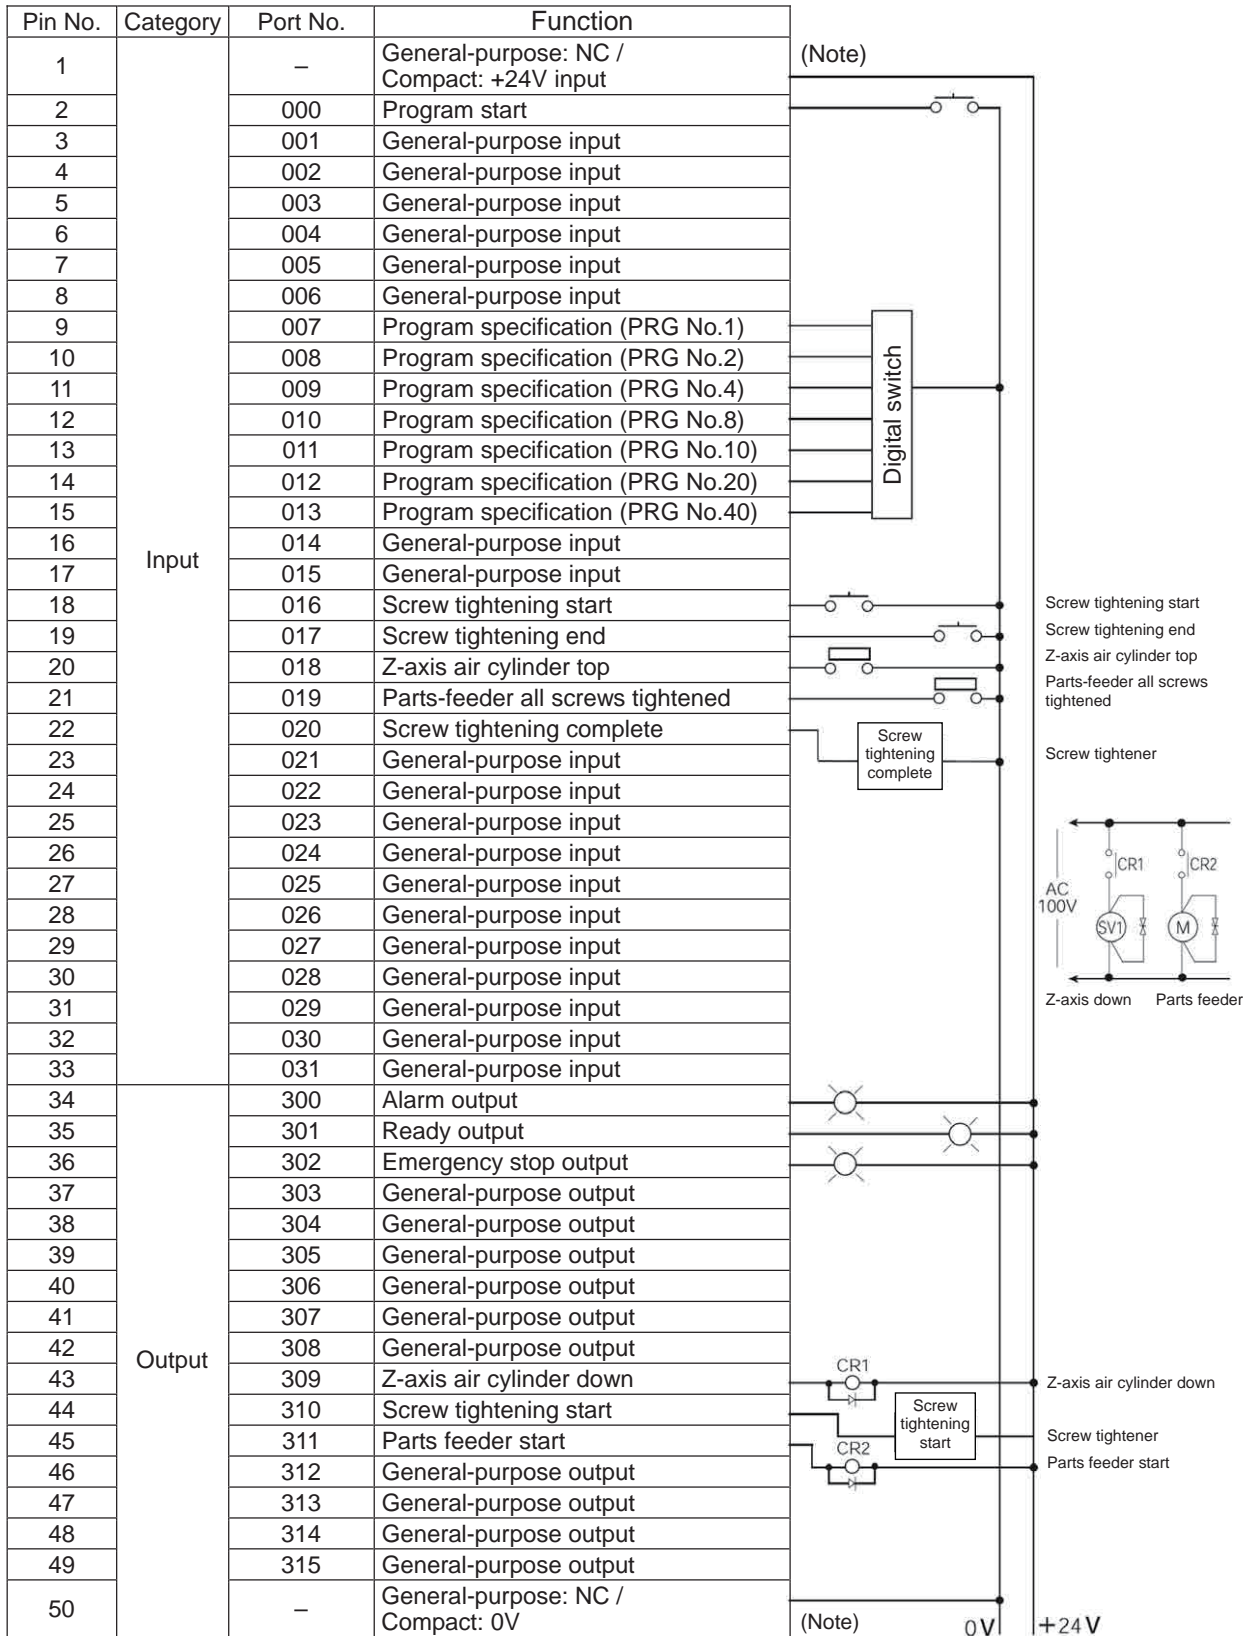 Pin No. Category Port No. Function
1 – General-purpose: NC / (Note)
Compact: +24V input
2 000 Program start
3 001 General-purpose input
4 002 General-purpose input
5 003 General-purpose input
6 004 General-purpose input
7 005 General-purpose input
8 006 General-purpose input
9 007 Program specification (PRG No.1)
10 008 Program specification (PRG No.2)
11 009 Program specification (PRG No.4)
12 010 Program specification (PRG No.8)
13 011 Program specification (PRG No.10)
14 012 Program specification (PRG No.20)
15 013 Program specification (PRG No.40)
Digital switch
16 014 General-purpose input
Input
17 015 General-purpose input
18 016 Screw tightening start Screw tightening start
19 017 Screw tightening end Screw tightening end
20 018 Z-axis air cylinder top Z-axis air cylinder top
21 019 Parts-feeder all screws tightened Parts-feeder all screws
tightened
22 020 Screw tightening complete
Screw
tightening
complete
23 021 General-purpose input Screw tightener
24 022 General-purpose input
25 023 General-purpose input
26 024 General-purpose input
27 025 General-purpose input
28 026 General-purpose input
29 027 General-purpose input
30 028 General-purpose input
31 029 General-purpose input
32 030 General-purpose input
33 031 General-purpose input
CR1 CR2
AC
100V
SV1 M
Z-axis down Parts feeder
34 300 Alarm output
35 301 Ready output
36 302 Emergency stop output
37 303 General-purpose output
38 304 General-purpose output
39 305 General-purpose output
40 306 General-purpose output
41 307 General-purpose output
42 308 General-purpose output
Output
CR1
43 309 Z-axis air cylinder down Z-axis air cylinder down
44 310 Screw tightening start
Screw
tightening
start
Screw tightener
45 311 Parts feeder start
CR2
Parts feeder start
46 312 General-purpose output
47 313 General-purpose output
48 314 General-purpose output
49 315 General-purpose output
50 – General-purpose: NC /
Compact: 0V (Note) 0V +24V